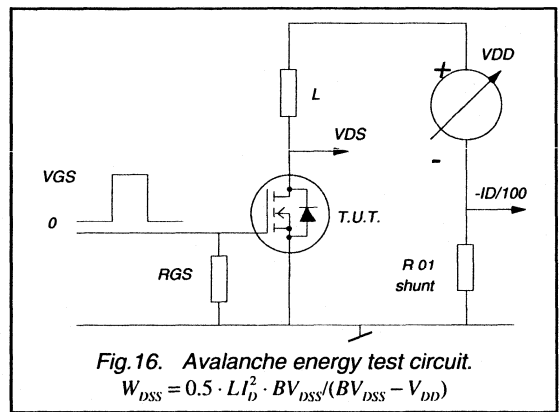 VDD
+
L
VDS
-
VGS
-ID/100
0
T.U.T.
RGS
R 01
shunt
Fig.16. Avalanche energy test circuit.
W_DSS = 0.5 · LI_D^2 · BV_DSS/(BV_DSS − V_DD)